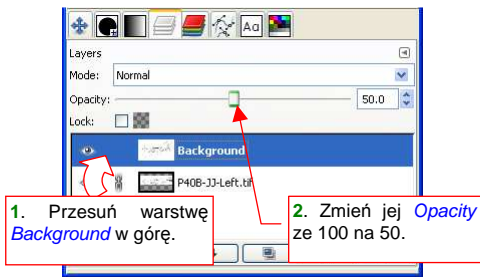 Aa
Layers
Mode: Normal
Opacity: 50.0
Lock:
Background
P40B-JJ-Left.tif
1. Przesuń warstwę
Background w górę.
2. Zmień jej Opacity
ze 100 na 50.